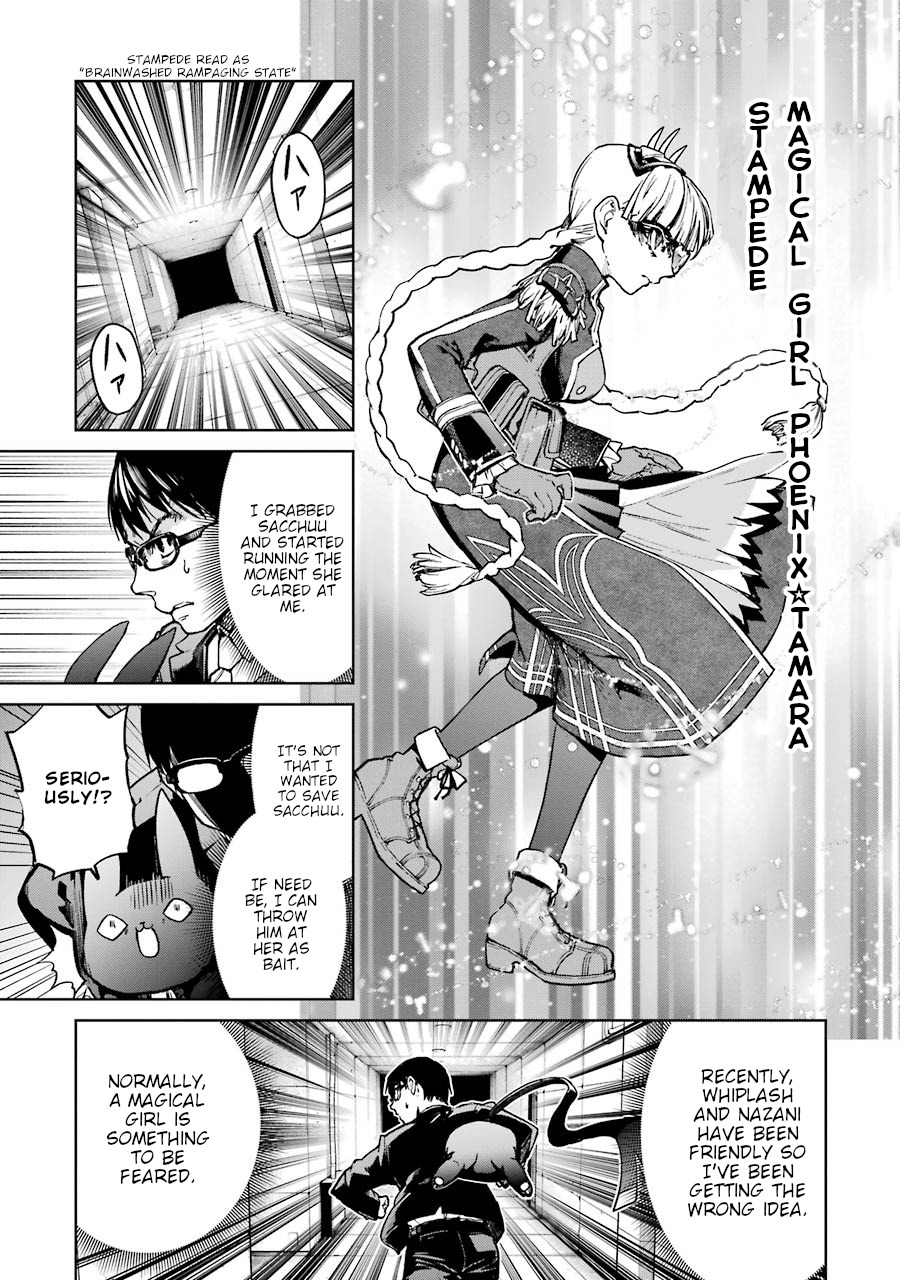 MAGICAL GIRL PHOENIX☆TAMARA
STAMPEDE
STAMPEDE READ AS
"BRAINWASHED RAMPAGING STATE"
ハァ
ハァ
I GRABBED
SACCHUU
AND STARTED
RUNNING THE
MOMENT SHE
GLARED AT
ME.
IT'S NOT
THAT I
WANTED
TO SAVE
SACCHUU.
IF NEED
BE, I CAN
THROW
HIM AT
HER AS
BAIT.
SERIO-
USLY!?
RECENTLY,
WHIPLASH
AND NAZANI
HAVE BEEN
FRIENDLY SO
I'VE BEEN
GETTING THE
WRONG IDEA.
NORMALLY,
A MAGICAL
GIRL IS
SOMETHING
TO BE
FEARED.